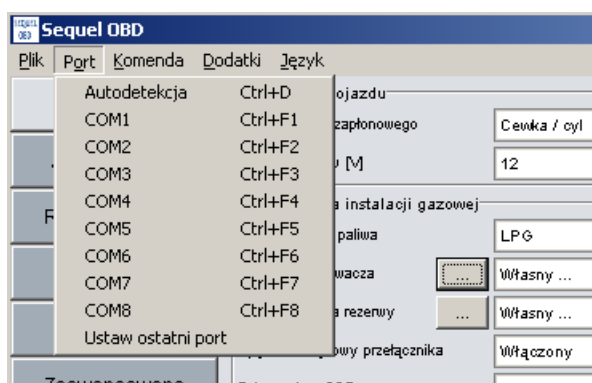 Sequel OBD
Plik Port Komenda Dodatki Język
Autodetekcja Ctrl+D
COM1 Ctrl+F1
COM2 Ctrl+F2
COM3 Ctrl+F3
COM4 Ctrl+F4
COM5 Ctrl+F5
COM6 Ctrl+F6
COM7 Ctrl+F7
COM8 Ctrl+F8
Ustaw ostatni port
ojazdu
zapłonowego Cewka / cyl
[V] 12
a instalacji gazowej
paliwa LPG
wacza ... Własny ...
rezerwy ... Własny ...
owy przełącznika Włączony